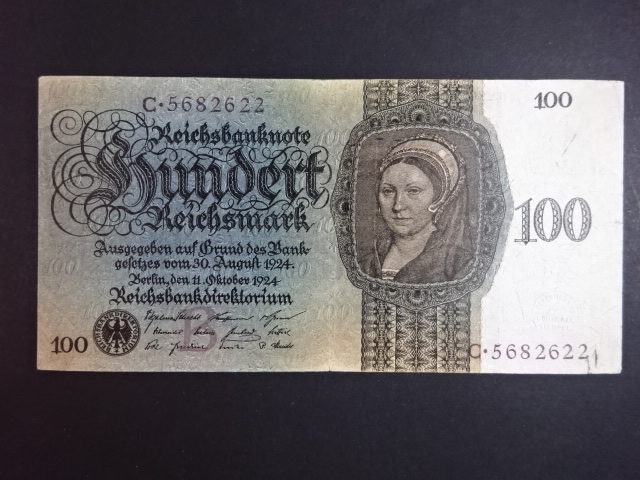 C·5682622
100
Reichsbanknote
Hundert
Reichsmark
100
Ausgegeben auf Grund des Bank-
gesetzes vom 30. August 1924.
Berlin, den 11. Oktober 1924
Reichsbankdirektorium
100
C·5682622